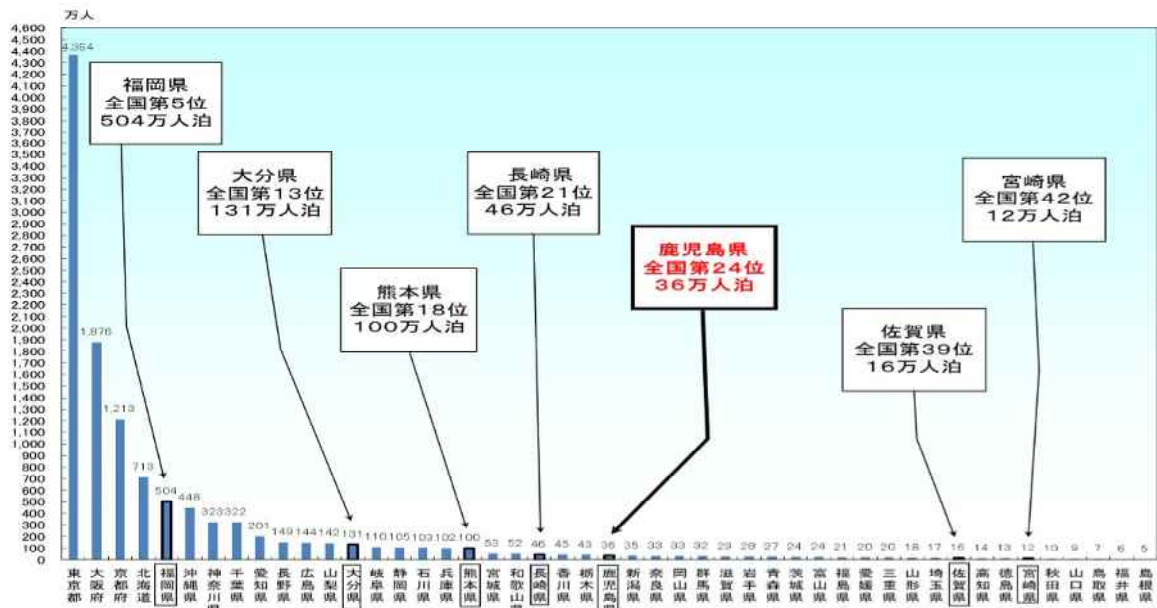 万人
4,600
4,500
4,400
4,300
4,200
4,100
4,000
3,900
3,800
3,700
3,600
3,500
3,400
3,300
3,200
3,100
3,000
2,900
2,800
2,700
2,600
2,500
2,400
2,300
2,200
2,100
2,000
1,900
1,800
1,700
1,600
1,500
1,400
1,300
1,200
1,100
1,000
900
800
700
600
500
400
300
200
100
0
福岡県
全国第5位
504万人泊
大分県
全国第13位
131万人泊
熊本県
全国第18位
100万人泊
長崎県
全国第21位
46万人泊
鹿児島県
全国第24位
36万人泊
佐賀県
全国第39位
16万人泊
宮崎県
全国第42位
12万人泊
4,364 1,876 1,213 713 504 448 323 322 201 149 144 142 131 110 105 103 102 100 53 52 46 45 43 36 35 33 33 32 29 28 27 24 24 21 20 20 18 17 16 14 13 12 10 9 7 6 5
東京都
大阪府
京都府
北海道
福岡県
沖縄県
神奈川県
千葉県
愛知県
長野県
広島県
山梨県
大分県
岐阜県
静岡県
石川県
兵庫県
熊本県
宮城県
和歌山県
長崎県
香川県
栃木県
鹿児島県
新潟県
奈良県
岡山県
群馬県
滋賀県
岩手県
青森県
茨城県
富山県
福島県
愛媛県
三重県
山形県
埼玉県
佐賀県
高知県
徳島県
宮崎県
秋田県
山口県
鳥取県
福井県
島根県